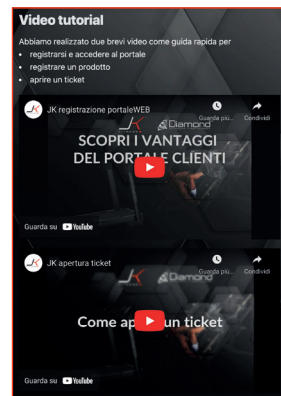 Video tutorial
Abbiamo realizzato due brevi video come guida rapida per
• registrarsi e accedere al portale
• registrare un prodotto
• aprire un ticket
JK registrazione portaleWEB
Guarda più...
Condividi
JK
Diamond
SCOPRI I VANTAGGI
DEL PORTALE CLIENTI
Guarda su YouTube
JK apertura ticket
Guarda più...
Condividi
JK
Diamond
Come un ticket
Guarda su YouTube